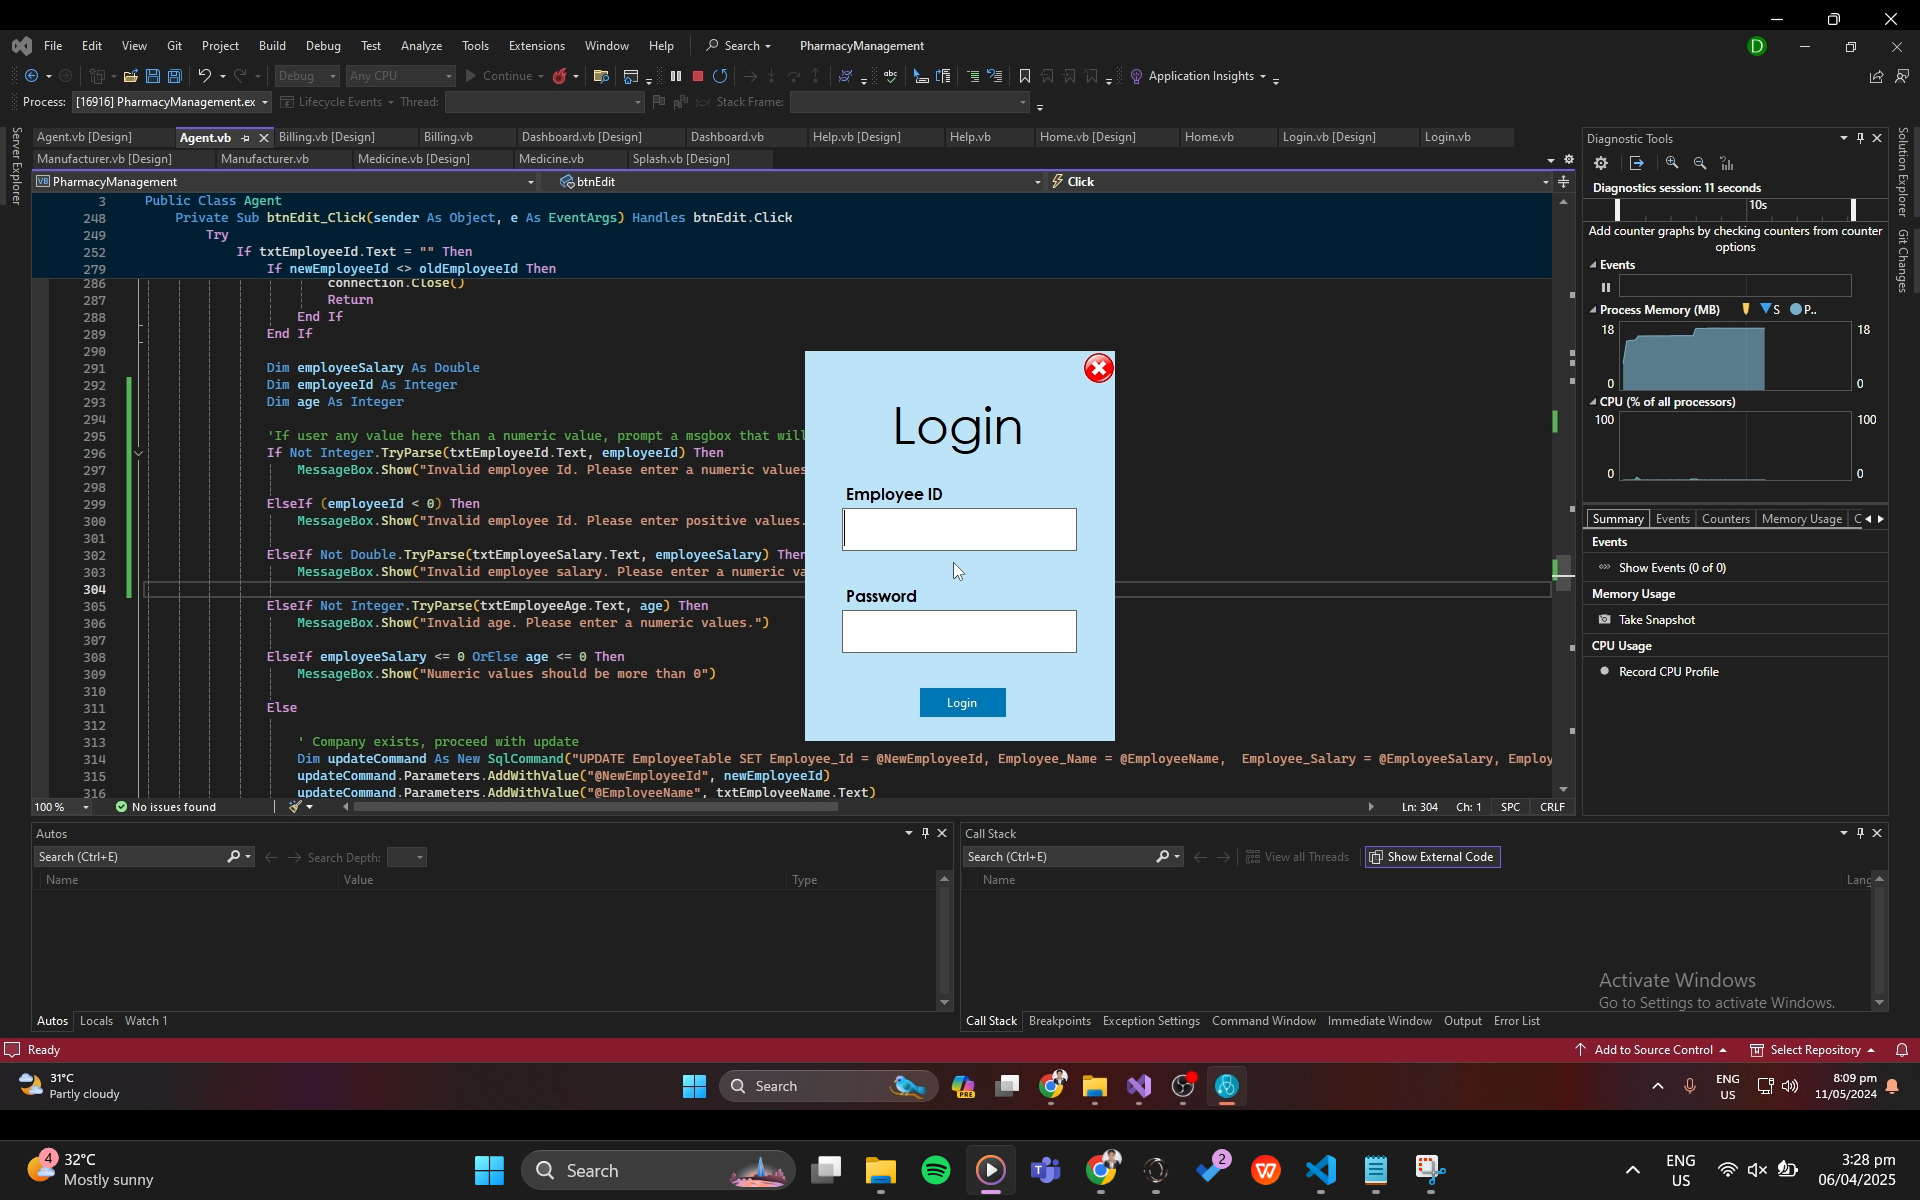 File Edit View Git Project Build Debug Test Analyze Tools Extensions Window Help Search PharmacyManagement D
Debug Any CPU Continue Application Insights
Process: [16916] PharmacyManagement.ex Lifecycle Events Thread: Stack Frame:
Server Explorer
Agent.vb [Design] Agent.vb Billing.vb [Design] Billing.vb Dashboard.vb [Design] Dashboard.vb Help.vb [Design] Help.vb Home.vb [Design] Home.vb Login.vb [Design] Login.vb
Manufacturer.vb [Design] Manufacturer.vb Medicine.vb [Design] Medicine.vb Splash.vb [Design]
VB PharmacyManagement btnEdit Click
3 Public Class Agent
248 Private Sub btnEdit_Click(sender As Object, e As EventArgs) Handles btnEdit.Click
249 Try
252 If txtEmployeeId.Text = "" Then
279 If newEmployeeId <> oldEmployeeId Then
286 connection.Close()
287 Return
288 End If
289 End If
290
291 Dim employeeSalary As Double
292 Dim employeeId As Integer
293 Dim age As Integer
294
295 'If user any value here than a numeric value, prompt a msgbox that will
296 If Not Integer.TryParse(txtEmployeeId.Text, employeeId) Then
297 MessageBox.Show("Invalid employee Id. Please enter a numeric values
298
299 ElseIf (employeeId < 0) Then
300 MessageBox.Show("Invalid employee Id. Please enter positive values.
301
302 ElseIf Not Double.TryParse(txtEmployeeSalary.Text, employeeSalary) Then
303 MessageBox.Show("Invalid employee salary. Please enter a numeric va
304
305 ElseIf Not Integer.TryParse(txtEmployeeAge.Text, age) Then
306 MessageBox.Show("Invalid age. Please enter a numeric values.")
307
308 ElseIf employeeSalary <= 0 OrElse age <= 0 Then
309 MessageBox.Show("Numeric values should be more than 0")
310
311 Else
312
313 ' Company exists, proceed with update
314 Dim updateCommand As New SqlCommand("UPDATE EmployeeTable SET Employee_Id = @NewEmployeeId, Employee_Name = @EmployeeName, Employee_Salary = @EmployeeSalary, Employ
315 updateCommand.Parameters.AddWithValue("@NewEmployeeId", newEmployeeId)
316 updateCommand.Parameters.AddWithValue("@EmployeeName", txtEmployeeName.Text)
100 % No issues found Ln: 304 Ch: 1 SPC CRLF
Login
Employee ID
Password
Login
Diagnostic Tools
Diagnostics session: 11 seconds
10s
Add counter graphs by checking counters from counter
options
Events
Process Memory (MB) S P..
18 18
0 0
CPU (% of all processors)
100 100
0 0
Summary Events Counters Memory Usage C
Events
Show Events (0 of 0)
Memory Usage
Take Snapshot
CPU Usage
Record CPU Profile
Solution Explorer
Git Changes
Autos
Search (Ctrl+E) Search Depth:
Name Value Type
Autos Locals Watch 1
Call Stack
Search (Ctrl+E) View all Threads Show External Code
Name Lang
Activate Windows
Go to Settings to activate Windows.
Call Stack Breakpoints Exception Settings Command Window Immediate Window Output Error List
Ready Add to Source Control Select Repository
31°C
Partly cloudy
Search
PRE
ENG
US
8:09 pm
11/05/2024
4
32°C
Mostly sunny
Search
2
ENG
US
3:28 pm
06/04/2025